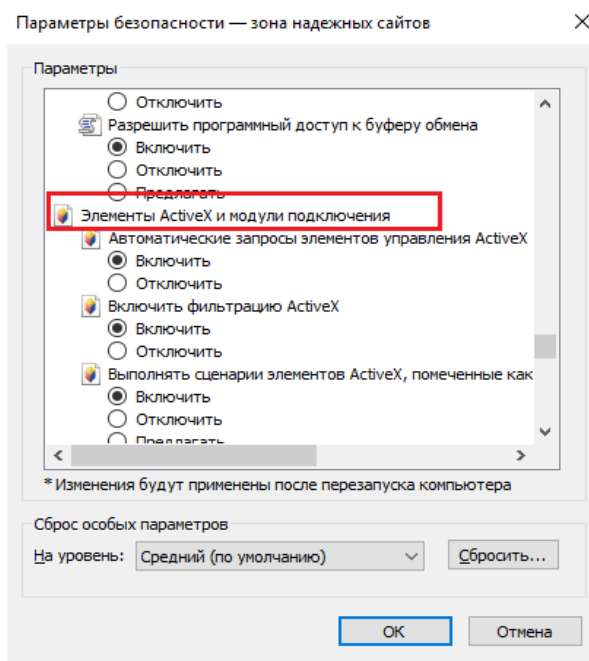 Параметры безопасности — зона надежных сайтов
Параметры
Отключить
Разрешить программный доступ к буферу обмена
Включить
Отключить
Предлагать
Элементы ActiveX и модули подключения
Автоматические запросы элементов управления ActiveX
Включить
Отключить
Включить фильтрацию ActiveX
Включить
Отключить
Выполнять сценарии элементов ActiveX, помеченные как
Включить
Отключить
Предлагать
* Изменения будут применены после перезапуска компьютера
Сброс особых параметров
На уровень: Средний (по умолчанию) Сбросить...
ОК Отмена